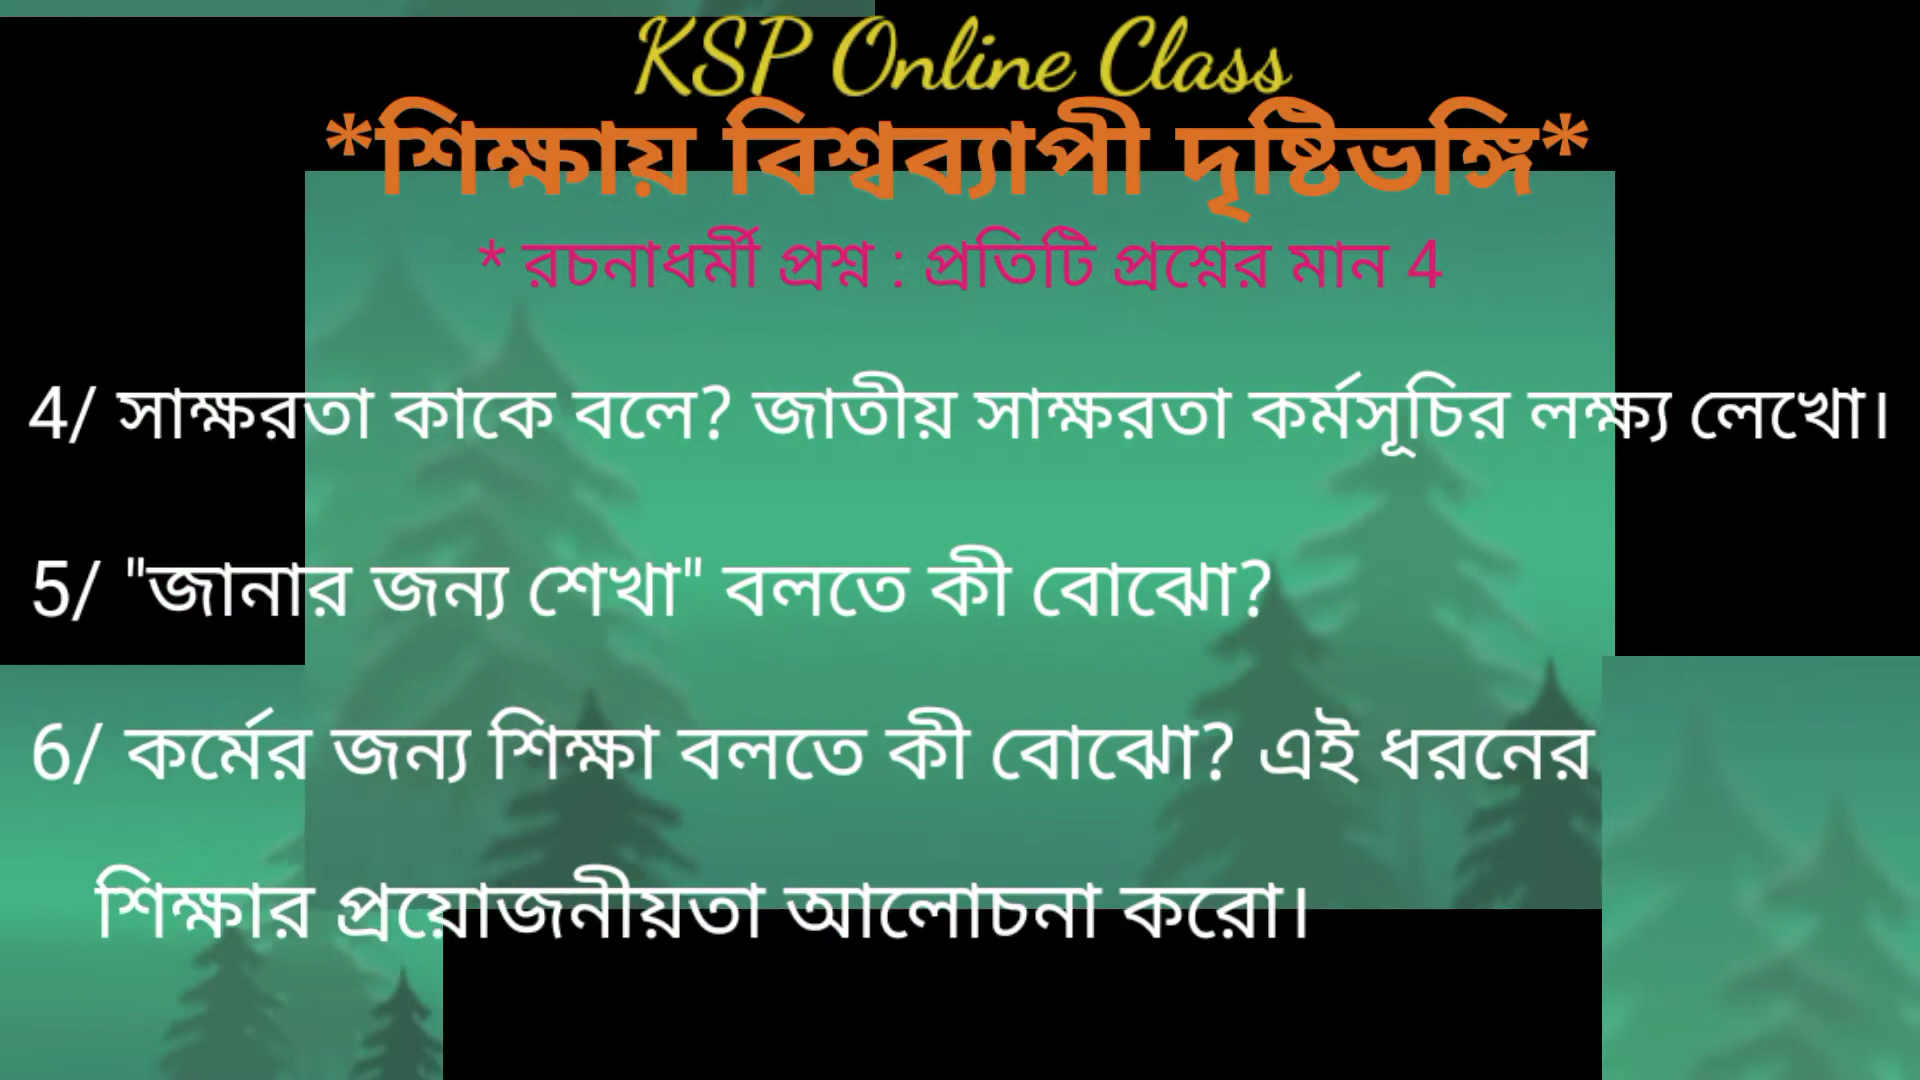 KSP Online Class
*শিক্ষায় বিশ্বব্যাপী দৃষ্টিভঙ্গি*
* রচনাধর্মী প্রশ্ন : প্রতিটি প্রশ্নের মান 4
4/ সাক্ষরতা কাকে বলে? জাতীয় সাক্ষরতা কর্মসূচির লক্ষ্য লেখো।
5/ "জানার জন্য শেখা" বলতে কী বোঝো?
6/ কর্মের জন্য শিক্ষা বলতে কী বোঝো? এই ধরনের
শিক্ষার প্রয়োজনীয়তা আলোচনা করো।